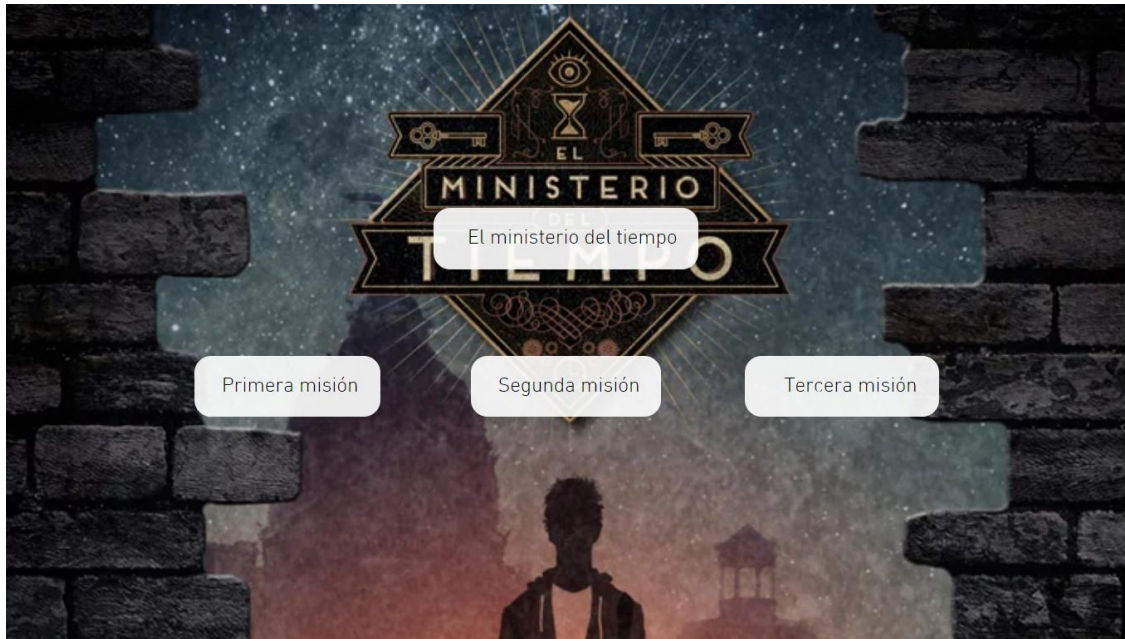 EL
MINISTERIO
DEL
TIEMPO
El ministerio del tiempo
Primera misión
Segunda misión
Tercera misión